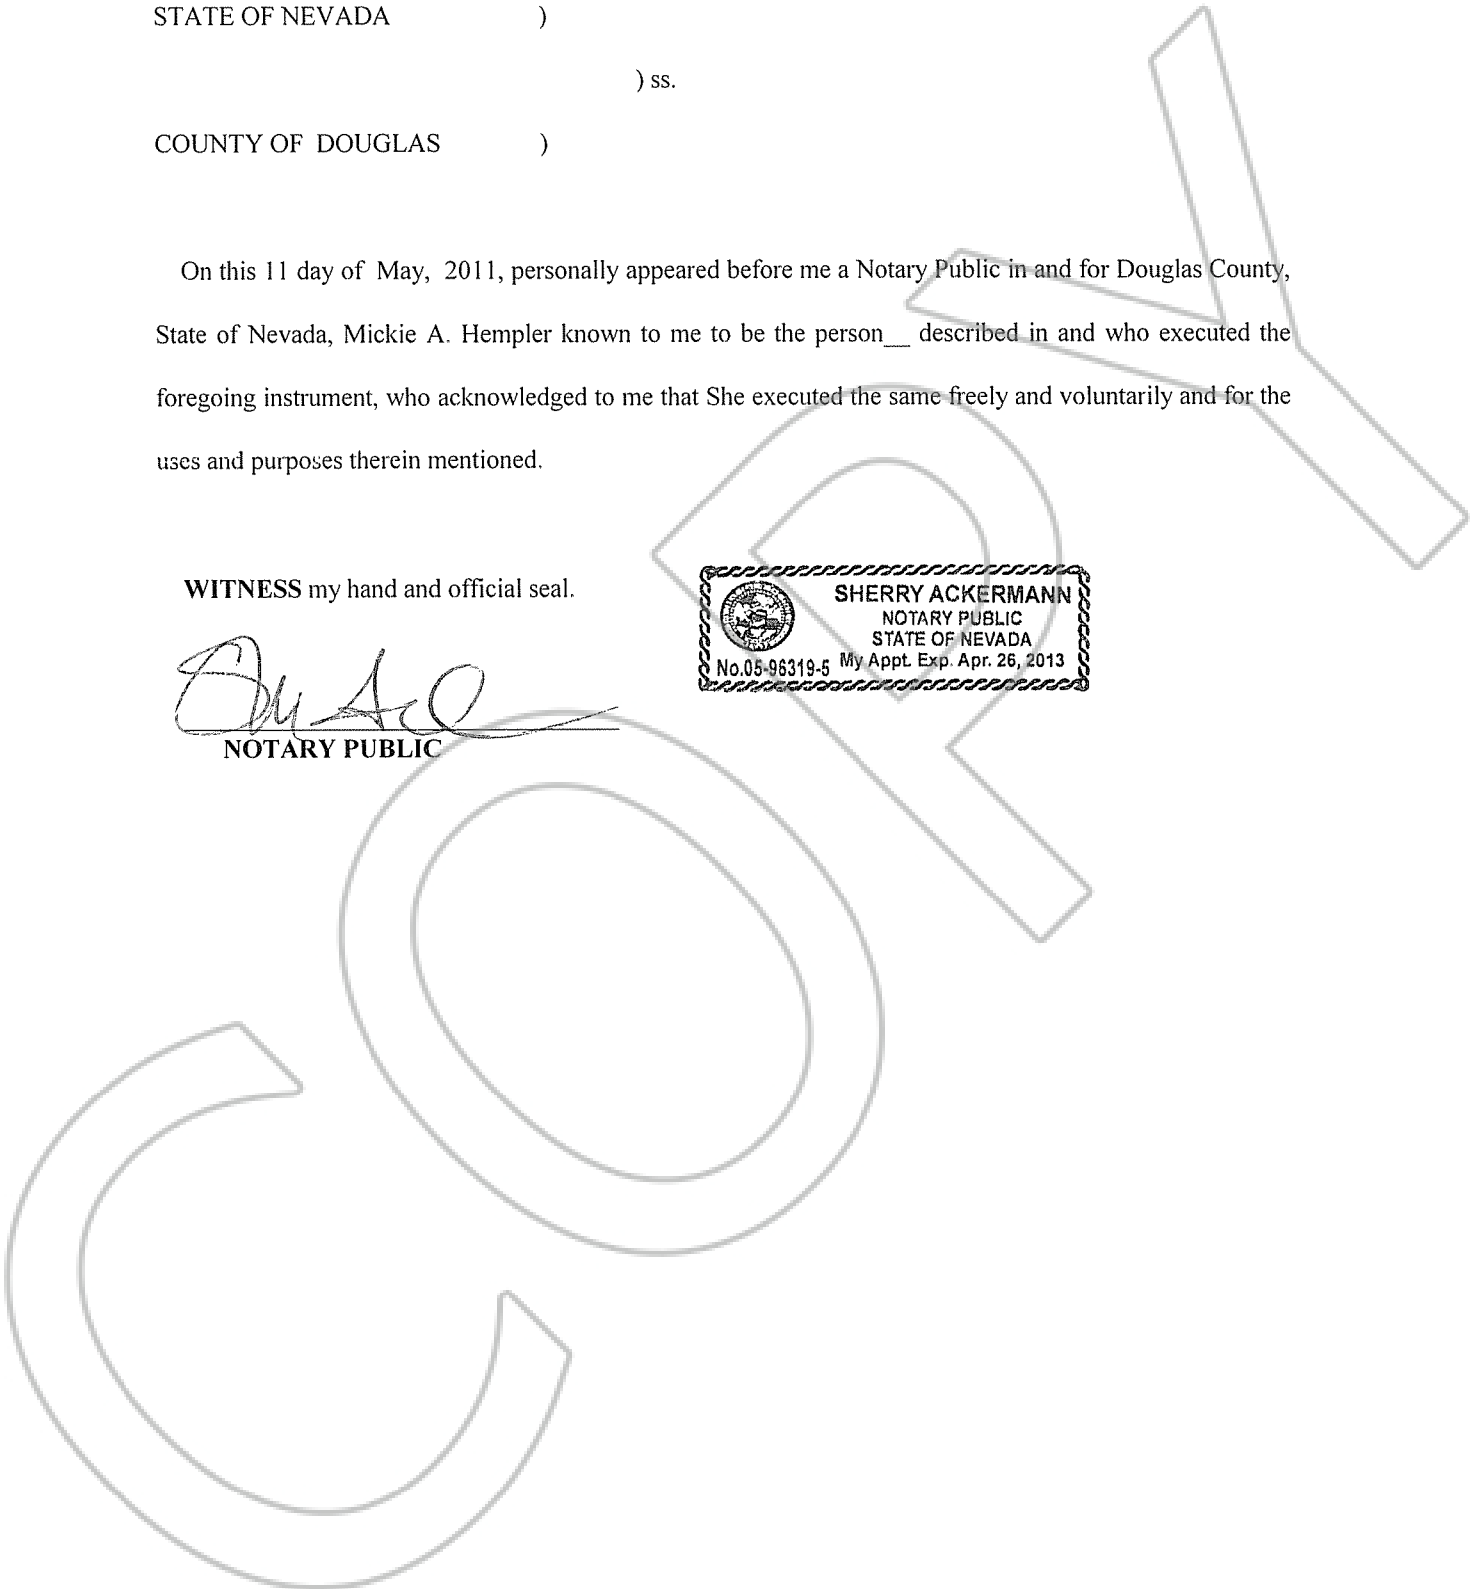 STATE OF NEVADA )
) ss.
COUNTY OF DOUGLAS )
On this 11 day of May, 2011, personally appeared before me a Notary Public in and for Douglas County,
State of Nevada, Mickie A. Hempler known to me to be the person__ described in and who executed the
foregoing instrument, who acknowledged to me that She executed the same freely and voluntarily and for the
uses and purposes therein mentioned.
WITNESS my hand and official seal.
SHERRY ACKERMANN
NOTARY PUBLIC
STATE OF NEVADA
No.05-96319-5 My Appt. Exp. Apr. 26, 2013
NOTARY PUBLIC
COPY